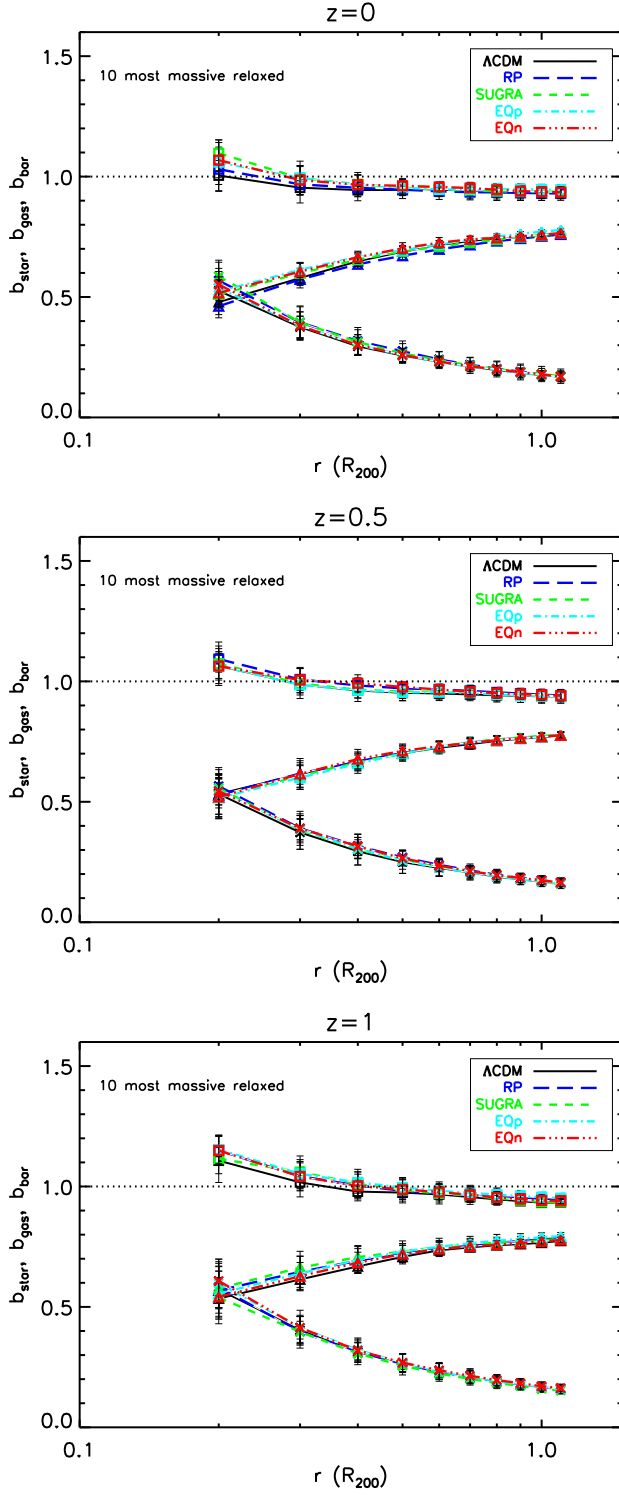 z=0
1.5
10 most massive relaxed
ΛCDM
RP
SUGRA
EQp
EQn
1.0
b_star, b_gas, b_bar
0.5
0.0
0.1
1.0
r (R_200)
z=0.5
1.5
10 most massive relaxed
ΛCDM
RP
SUGRA
EQp
EQn
1.0
b_star, b_gas, b_bar
0.5
0.0
0.1
1.0
r (R_200)
z=1
1.5
10 most massive relaxed
ΛCDM
RP
SUGRA
EQp
EQn
1.0
b_star, b_gas, b_bar
0.5
0.0
0.1
1.0
r (R_200)